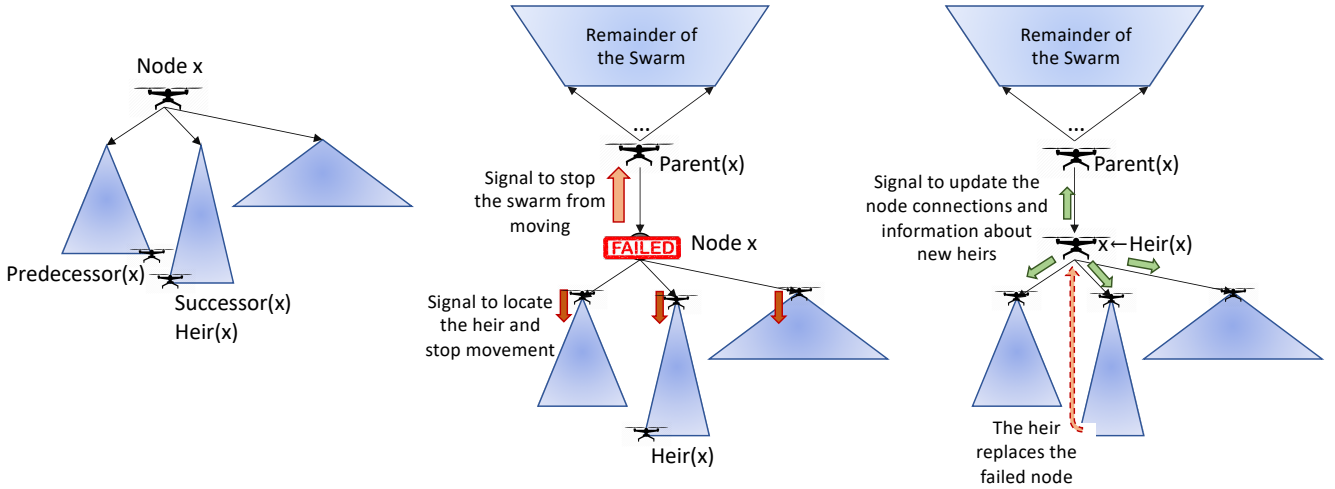 Node x
Predecessor(x)
Successor(x)
Heir(x)
Remainder of
the Swarm
...
Parent(x)
Signal to stop
the swarm from
moving
FAILED
Node x
Signal to locate
the heir and
stop movement
Heir(x)
Remainder of
the Swarm
...
Parent(x)
Signal to update the
node connections and
information about
new heirs
x←Heir(x)
The heir
replaces the
failed node